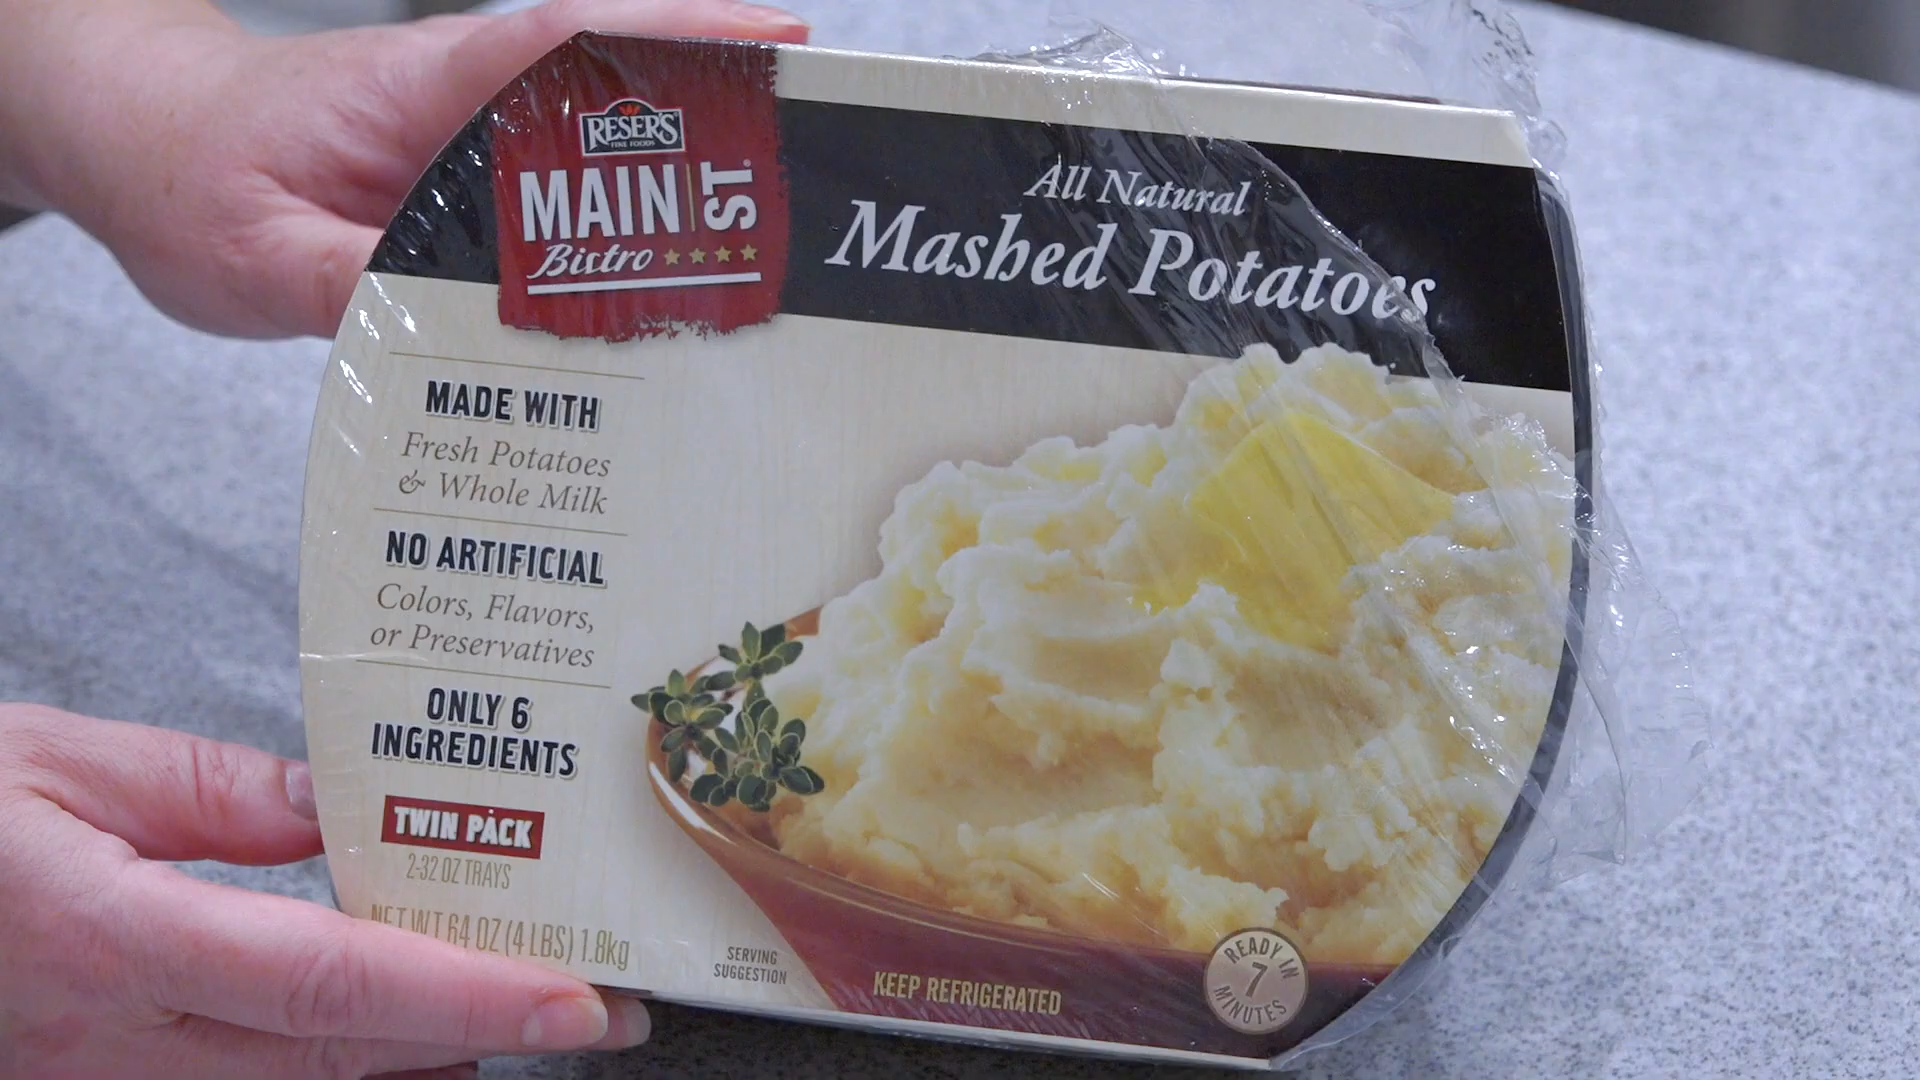 RESER'S
FINE FOODS
MAIN ST®
Bistro
All Natural
Mashed Potatoes
MADE WITH
Fresh Potatoes
& Whole Milk
NO ARTIFICIAL
Colors, Flavors,
or Preservatives
ONLY 6
INGREDIENTS
TWIN PACK
2-32 OZ TRAYS
NET WT 64 OZ (4 LBS) 1.8kg
SERVING
SUGGESTION
KEEP REFRIGERATED
READY IN
7
MINUTES